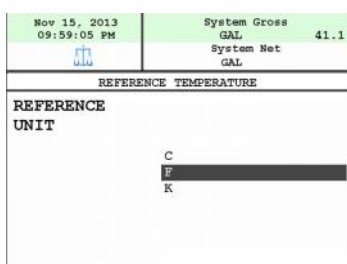 Nov 15, 2013
09:59:05 PM
System Gross
GAL 41.1
System Net
GAL
REFERENCE TEMPERATURE
REFERENCE
UNIT
C
F
K